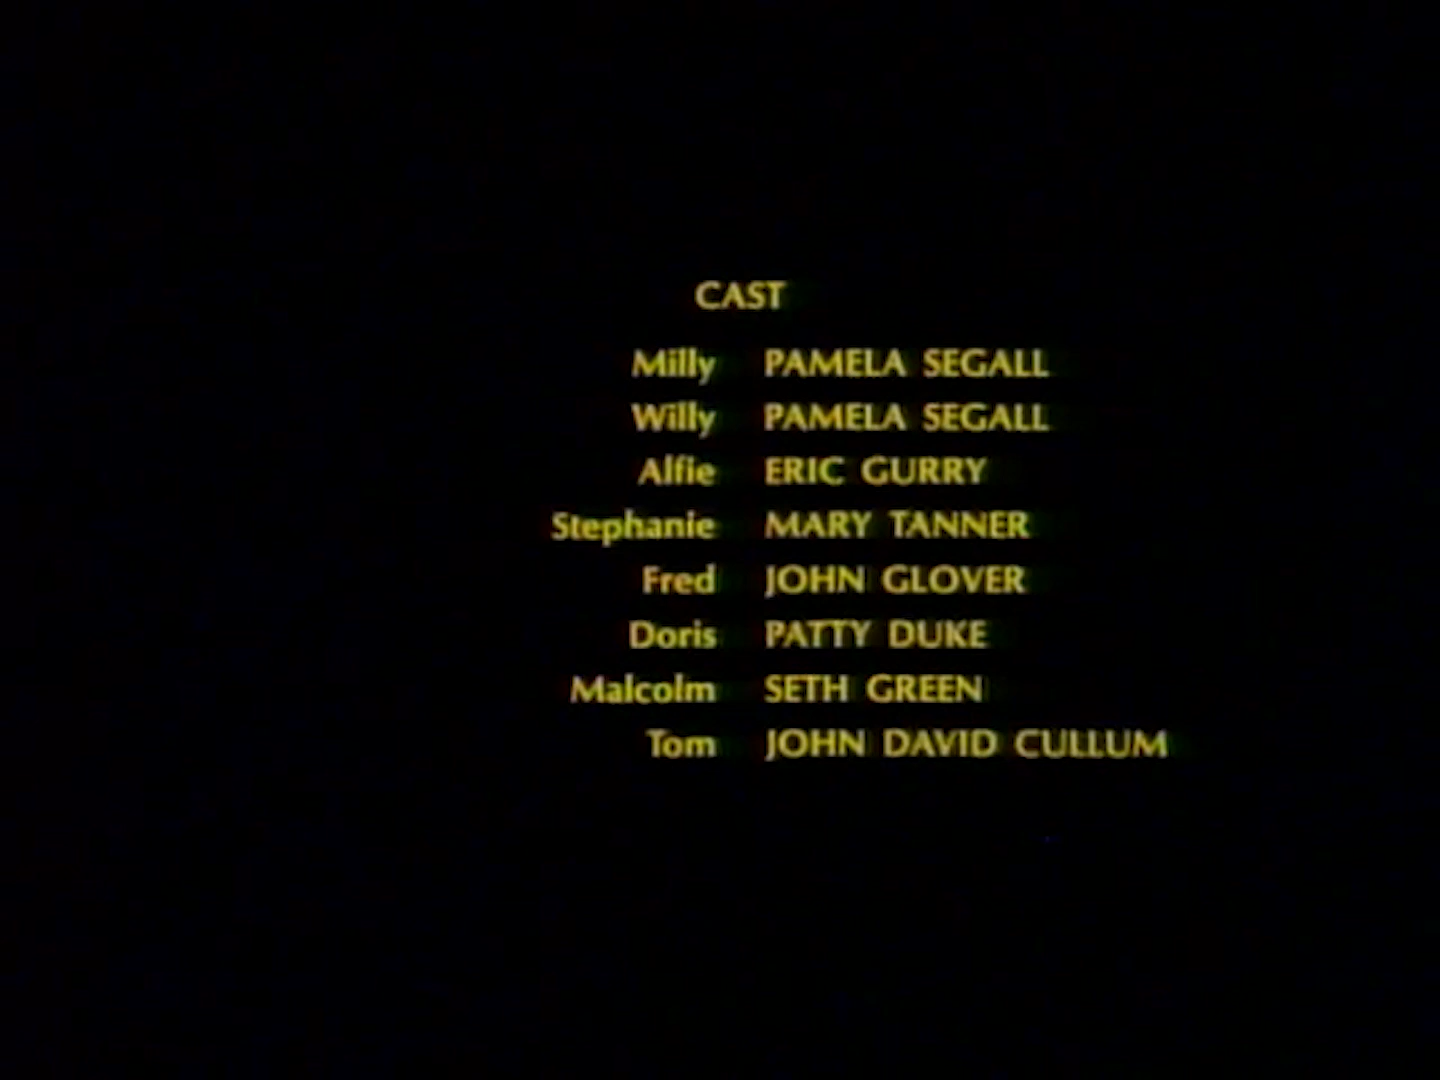 CAST
Milly PAMELA SEGALL
Willy PAMELA SEGALL
Alfie ERIC GURRY
Stephanie MARY TANNER
Fred JOHN GLOVER
Doris PATTY DUKE
Malcolm SETH GREEN
Tom JOHN DAVID CULLUM